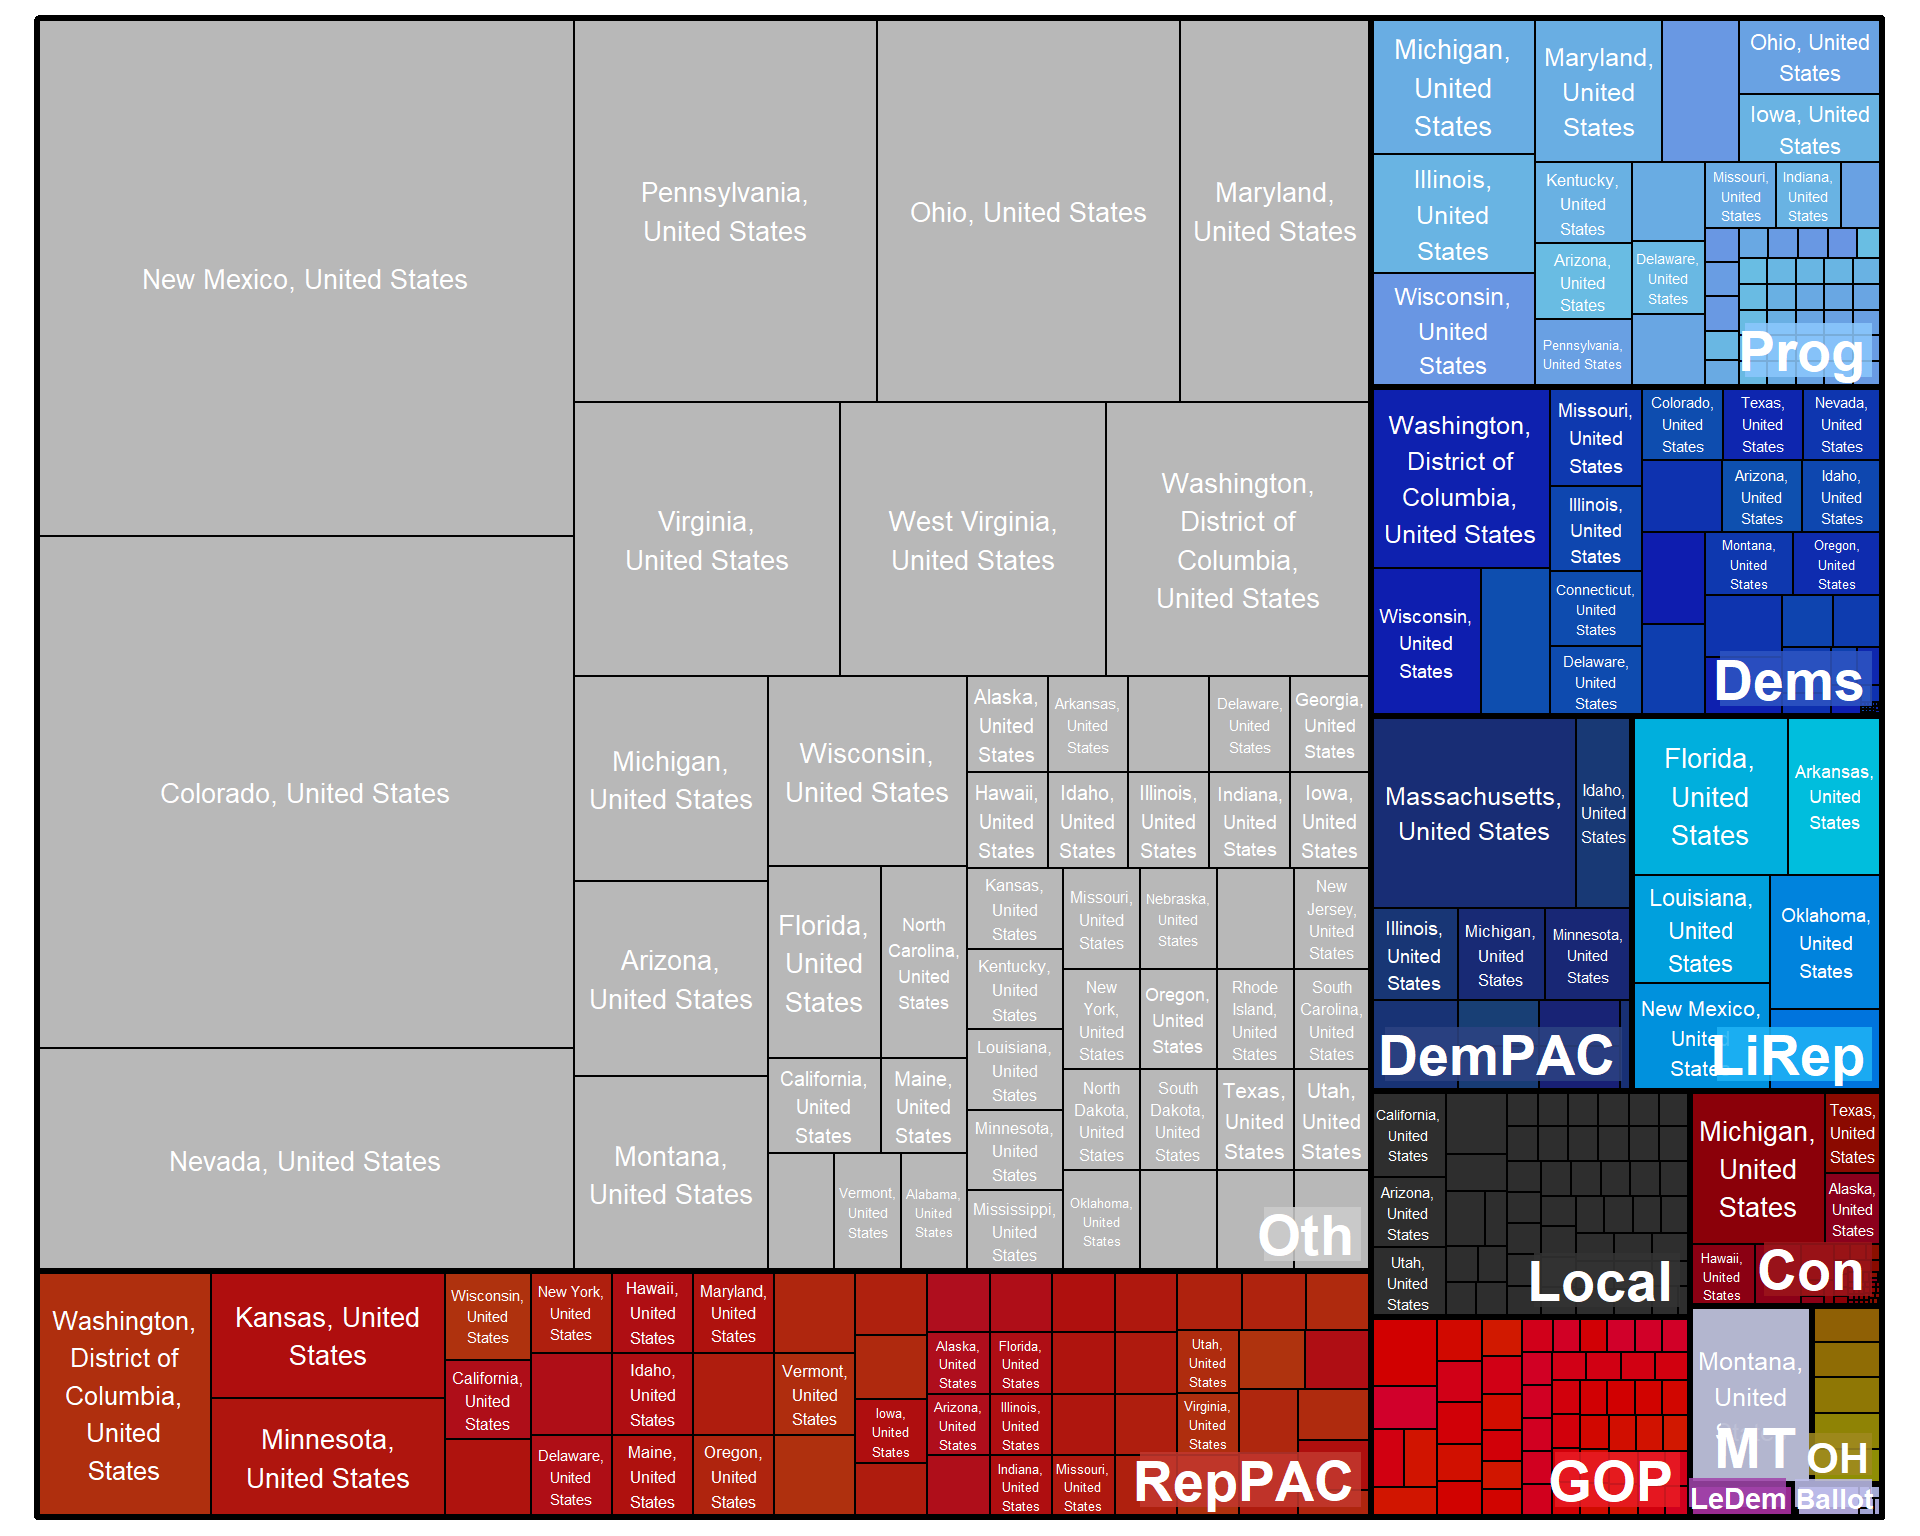 New Mexico, United States
Colorado, United States
Nevada, United States
Pennsylvania,
United States
Ohio, United States
Maryland,
United States
Virginia,
United States
West Virginia,
United States
Washington,
District of
Columbia,
United States
Michigan,
United States
Arizona,
United States
Montana,
United States
Wisconsin,
United States
Florida,
United
States
North
Carolina,
United
States
California,
United
States
Maine,
United
States
Vermont,
United
States
Alabama,
United
States
Alaska,
United
States
Arkansas,
United
States
Delaware,
United
States
Georgia,
United
States
Hawaii,
United
States
Idaho,
United
States
Illinois,
United
States
Indiana,
United
States
Iowa,
United
States
Kansas,
United
States
Kentucky,
United
States
Louisiana,
United
States
Minnesota,
United
States
Mississippi,
United
States
Missouri,
United
States
Nebraska,
United
States
New
Jersey,
United
States
New
York,
United
States
Oregon,
United
States
Rhode
Island,
United
States
South
Carolina,
United
States
North
Dakota,
United
States
South
Dakota,
United
States
Texas,
United
States
Utah,
United
States
Oklahoma,
United
States
Oth
Michigan,
United
States
Illinois,
United
States
Wisconsin,
United
States
Maryland,
United
States
Ohio, United
States
Iowa, United
States
Kentucky,
United
States
Arizona,
United
States
Pennsylvania,
United States
Delaware,
United
States
Missouri,
United
States
Indiana,
United
States
Prog
Washington,
District of
Columbia,
United States
Wisconsin,
United
States
Missouri,
United
States
Illinois,
United
States
Connecticut,
United
States
Delaware,
United
States
Colorado,
United
States
Texas,
United
States
Nevada,
United
States
Arizona,
United
States
Idaho,
United
States
Montana,
United
States
Oregon,
United
States
Dems
Massachusetts,
United States
Idaho,
United
States
Illinois,
United
States
Michigan,
United
States
Minnesota,
United
States
DemPAC
Florida,
United
States
Arkansas,
United
States
Louisiana,
United
States
Oklahoma,
United
States
New Mexico,
United
States
LiRep
California,
United
States
Arizona,
United
States
Utah,
United
States
Local
Michigan,
United
States
Texas,
United
States
Alaska,
United
States
Hawaii,
United
States
Con
Washington,
District of
Columbia,
United
States
Kansas, United
States
Minnesota,
United States
Wisconsin,
United
States
California,
United
States
New York,
United
States
Delaware,
United
States
Hawaii,
United
States
Idaho,
United
States
Maine,
United
States
Maryland,
United
States
Oregon,
United
States
Vermont,
United
States
Iowa,
United
States
Alaska,
United
States
Arizona,
United
States
Florida,
United
States
Illinois,
United
States
Indiana,
United
States
Missouri,
United
States
Utah,
United
States
Virginia,
United
States
RepPAC
GOP
Montana,
United
MT
OH
LeDem
Ballot